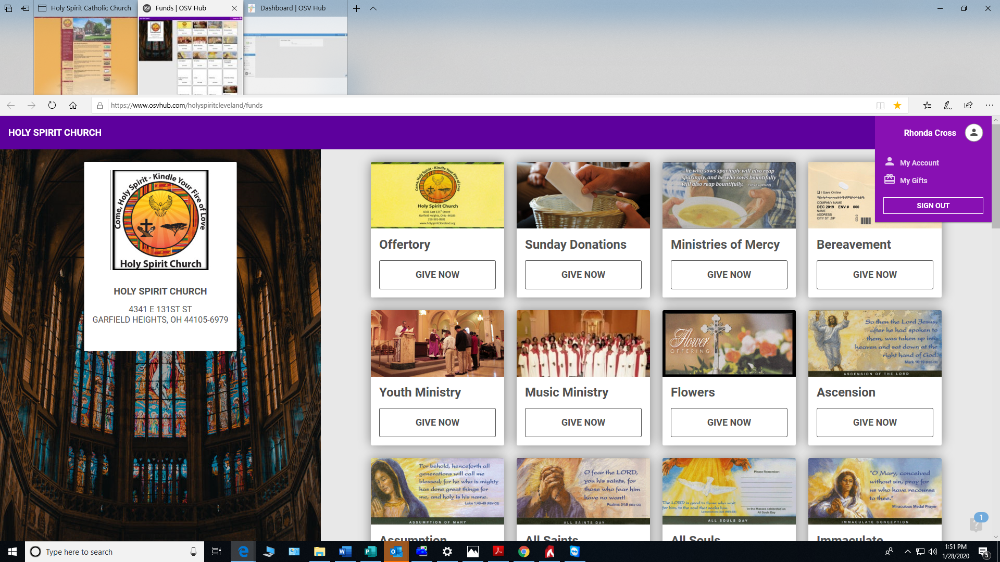 Holy Spirit Catholic Church
Funds | OSV Hub
Dashboard | OSV Hub
https://www.osvhub.com/holyspiritcleveland/funds
HOLY SPIRIT CHURCH
Rhonda Cross
My Account
My Gifts
SIGN OUT
Come, Holy Spirit - Kindle Your Fire of Love
Holy Spirit Church
HOLY SPIRIT CHURCH
4341 E 131ST ST
GARFIELD HEIGHTS, OH 44105-6979
Come, Holy Spirit - Kindle Your Fire of Love
Holy Spirit Church
4341 East 131st Street
Garfield Heights, Ohio 44105
216-581-0981
www.holyspiritcleveland.org
Offertory
GIVE NOW
Sunday Donations
GIVE NOW
...he who sows sparingly will also reap
sparingly, and he who sows bountifully
will also reap bountifully.
Ministries of Mercy
GIVE NOW
I Gave Online
COMPANY NAME
DEC 2019 ENV # 000
NAME
ADDRESS
CITY ST ZIP
0123
Bereavement
GIVE NOW
Youth Ministry
GIVE NOW
Music Ministry
GIVE NOW
Flower
OFFERING
Flowers
GIVE NOW
So then the Lord Jesus,
after he had spoken to
them, was taken up into
heaven and sat down at the
right hand of God.
Mark 16:19 (RSV-CE)
ASCENSION OF THE LORD
Ascension
GIVE NOW
For behold, henceforth all
generations will call me
blessed; for he who is mighty
has done great things for
me, and holy is his name.
Luke 1:48-49 (RSV-CE)
ASSUMPTION OF MARY
Assumption
O fear the LORD,
you his saints, for
those who fear him
have no want!
Psalms 34:9 (RSV-CE)
ALL SAINTS DAY
All Saints
Please Remember:
The LORD is good to those who wait
for him, to the soul that seeks him.
Lamentations 3:25 (RSV-CE)
in the Masses celebrated on
All Souls Day
ALL SOULS DAY
All Souls
"O Mary, conceived
without sin, pray for
us who have recourse
to thee."
Miraculous Medal Prayer
IMMACULATE CONCEPTION
Immaculate
1
Type here to search
1:51 PM
1/28/2020
5